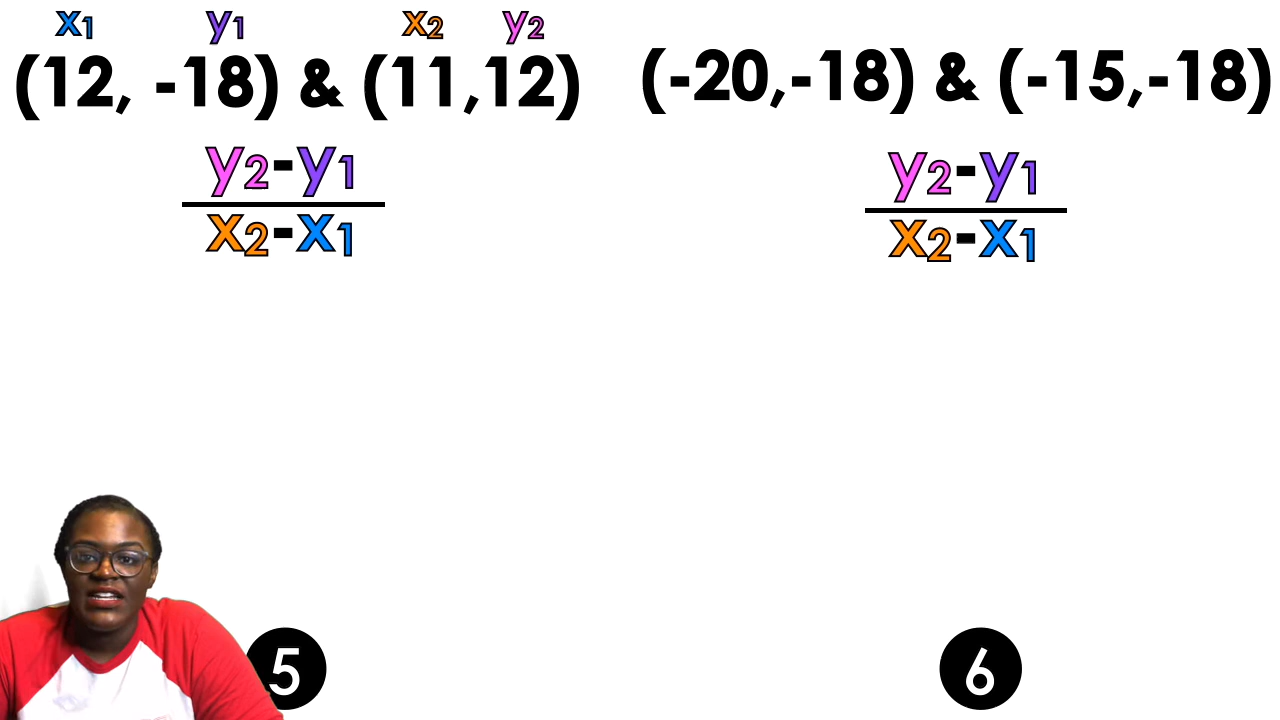 x1 y1 x2 y2
(12, -18) & (11,12)
y2-y1
x2-x1
5
(-20,-18) & (-15,-18)
y2-y1
x2-x1
6